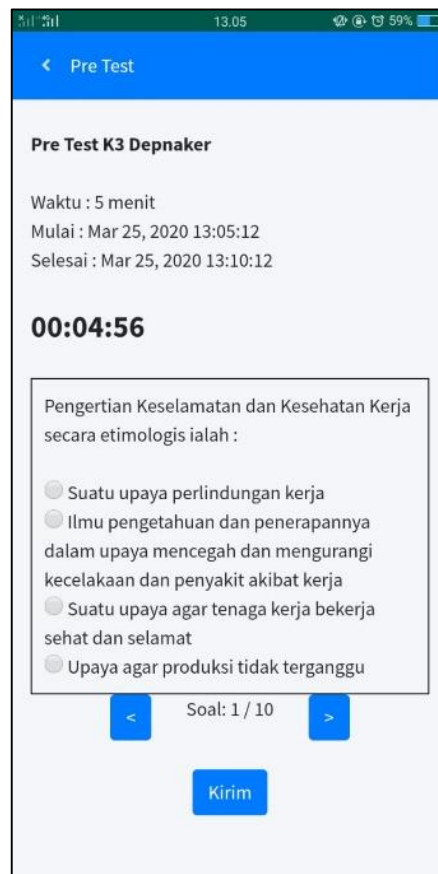 13.05
59%
Pre Test
Pre Test K3 Depnaker
Waktu : 5 menit
Mulai : Mar 25, 2020 13:05:12
Selesai : Mar 25, 2020 13:10:12
00:04:56
Pengertian Keselamatan dan Kesehatan Kerja
secara etimologis ialah :
Suatu upaya perlindungan kerja
Ilmu pengetahuan dan penerapannya
dalam upaya mencegah dan mengurangi
kecelakaan dan penyakit akibat kerja
Suatu upaya agar tenaga kerja bekerja
sehat dan selamat
Upaya agar produksi tidak terganggu
< Soal: 1 / 10 >
Kirim